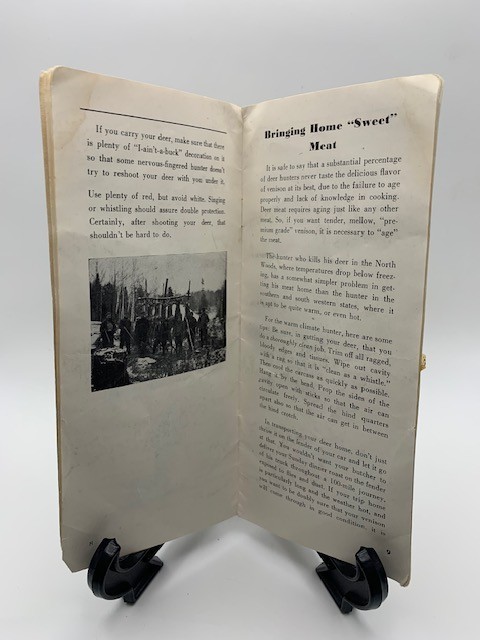 If you carry your deer, make sure that there
is plenty of "I-ain't-a-buck" decoration on it
so that some nervous-fingered hunter doesn't
try to reshoot your deer with you under it.
Use plenty of red, but avoid white. Singing
or whistling should assure double protection.
Certainly, after shooting your deer, that
shouldn't be hard to do.
Bringing Home "Sweet"
Meat
It is safe to say that a substantial percentage
of deer hunters never taste the delicious flavor
of venison at its best, due to the failure to age
properly and lack of knowledge in cooking.
Deer meat requires aging just like any other
meat. So, if you want tender, mellow, "pre-
mium grade" venison, it is necessary to "age"
the meat.
The hunter who kills his deer in the North
Woods, where temperatures drop below freez-
ing, has a somewhat simpler problem in get-
ting his meat home than the hunter in the
southern and south western states, where it
is apt to be quite warm, or even hot.
For the warm climate hunter, here are some
tips: Be sure, in gutting your deer, that you
do a thoroughly clean job. Trim off all ragged,
bloody edges and tissues. Wipe out cavity
with a rag so that it is "clean as a whistle."
Then cool the carcass as quickly as possible.
Hang it by the head. Prop the sides of the
cavity open with sticks so that the air can
circulate freely. Spread the hind quarters
apart also so that the air can get in between
the hind crotch.
In transporting your deer home, don't just
throw it on the fender of your car and let it go
at that. You wouldn't want your butcher to
deliver your Sunday dinner roast on the fender
of his truck throughout a 100-mile journey,
exposed to flies and dust. If your trip home
is particularly long and the weather hot, and
you want to be doubly sure that your venison
will come through in good condition, it is
9